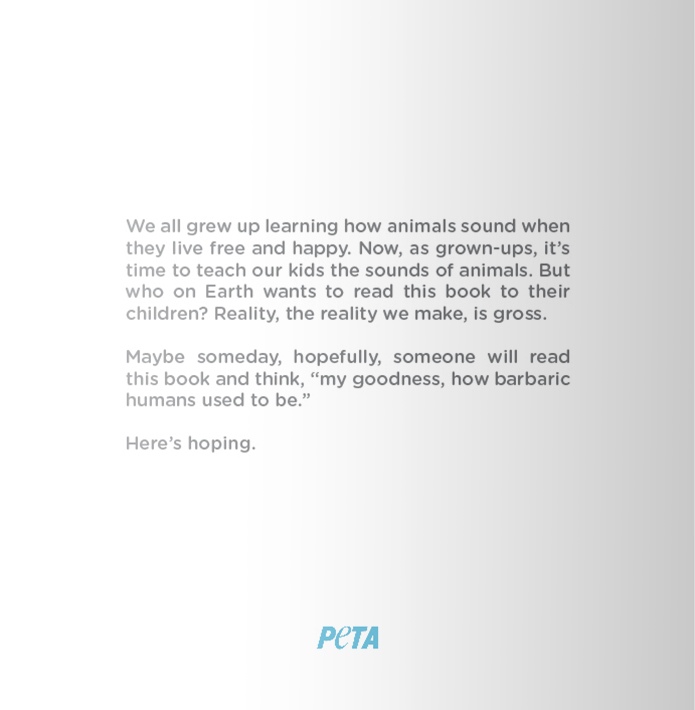 We all grew up learning how animals sound when
they live free and happy. Now, as grown-ups, it’s
time to teach our kids the sounds of animals. But
who on Earth wants to read this book to their
children? Reality, the reality we make, is gross.
Maybe someday, hopefully, someone will read
this book and think, “my goodness, how barbaric
humans used to be.”
Here’s hoping.
PeTA